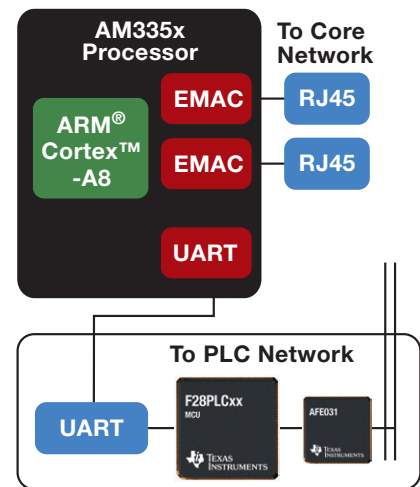 AM335x
Processor
To Core
Network
EMAC
RJ45
ARM®
Cortex™
-A8
EMAC
RJ45
UART
To PLC Network
UART
F28PLCxx
MCU
TEXAS
INSTRUMENTS
AFE031
TEXAS
INSTRUMENTS